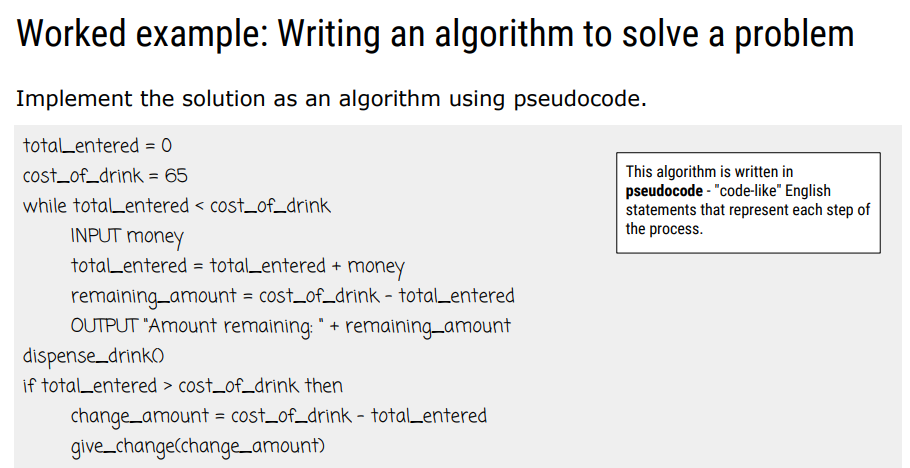 Worked example: Writing an algorithm to solve a problem
Implement the solution as an algorithm using pseudocode.
total_entered = 0
cost_of_drink = 65
while total_entered < cost_of_drink
INPUT money
total_entered = total_entered + money
remaining_amount = cost_of_drink - total_entered
OUTPUT "Amount remaining: " + remaining_amount
dispense_drink()
if total_entered > cost_of_drink then
change_amount = cost_of_drink - total_entered
give_change(change_amount)
This algorithm is written in
pseudocode - "code-like" English
statements that represent each step of
the process.